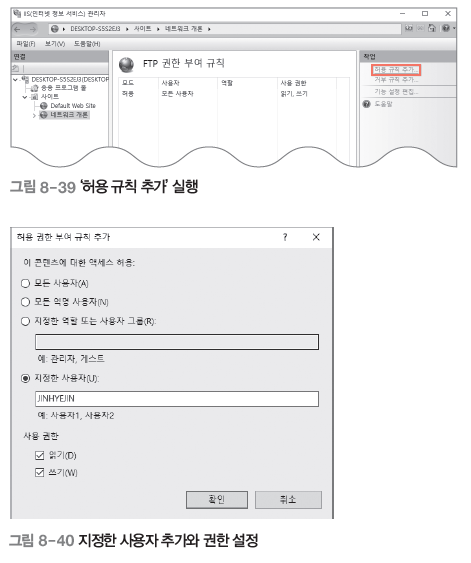 IIS(인터넷 정보 서비스) 관리자
DESKTOP-S5S2EJ3 ▸ 사이트 ▸ 네트워크 개론 ▸
파일(F) 보기(V) 도움말(H)
연결
DESKTOP-S5S2EJ3(DESKTOP
응용 프로그램 풀
사이트
Default Web Site
네트워크 개론
FTP 권한 부여 규칙
모드 사용자 역할 사용 권한
허용 모든 사용자 읽기, 쓰기
작업
허용 규칙 추가...
거부 규칙 추가...
기능 설정 편집...
도움말
그림 8-39 '허용 규칙 추가' 실행
허용 권한 부여 규칙 추가 ? ×
이 콘텐츠에 대한 액세스 허용:
모든 사용자(A)
모든 익명 사용자(N)
지정한 역할 또는 사용자 그룹(R):
예: 관리자, 게스트
지정한 사용자(U):
JINHYEJIN
예: 사용자1, 사용자2
사용 권한
읽기(D)
쓰기(W)
확인 취소
그림 8-40 지정한 사용자 추가와 권한 설정